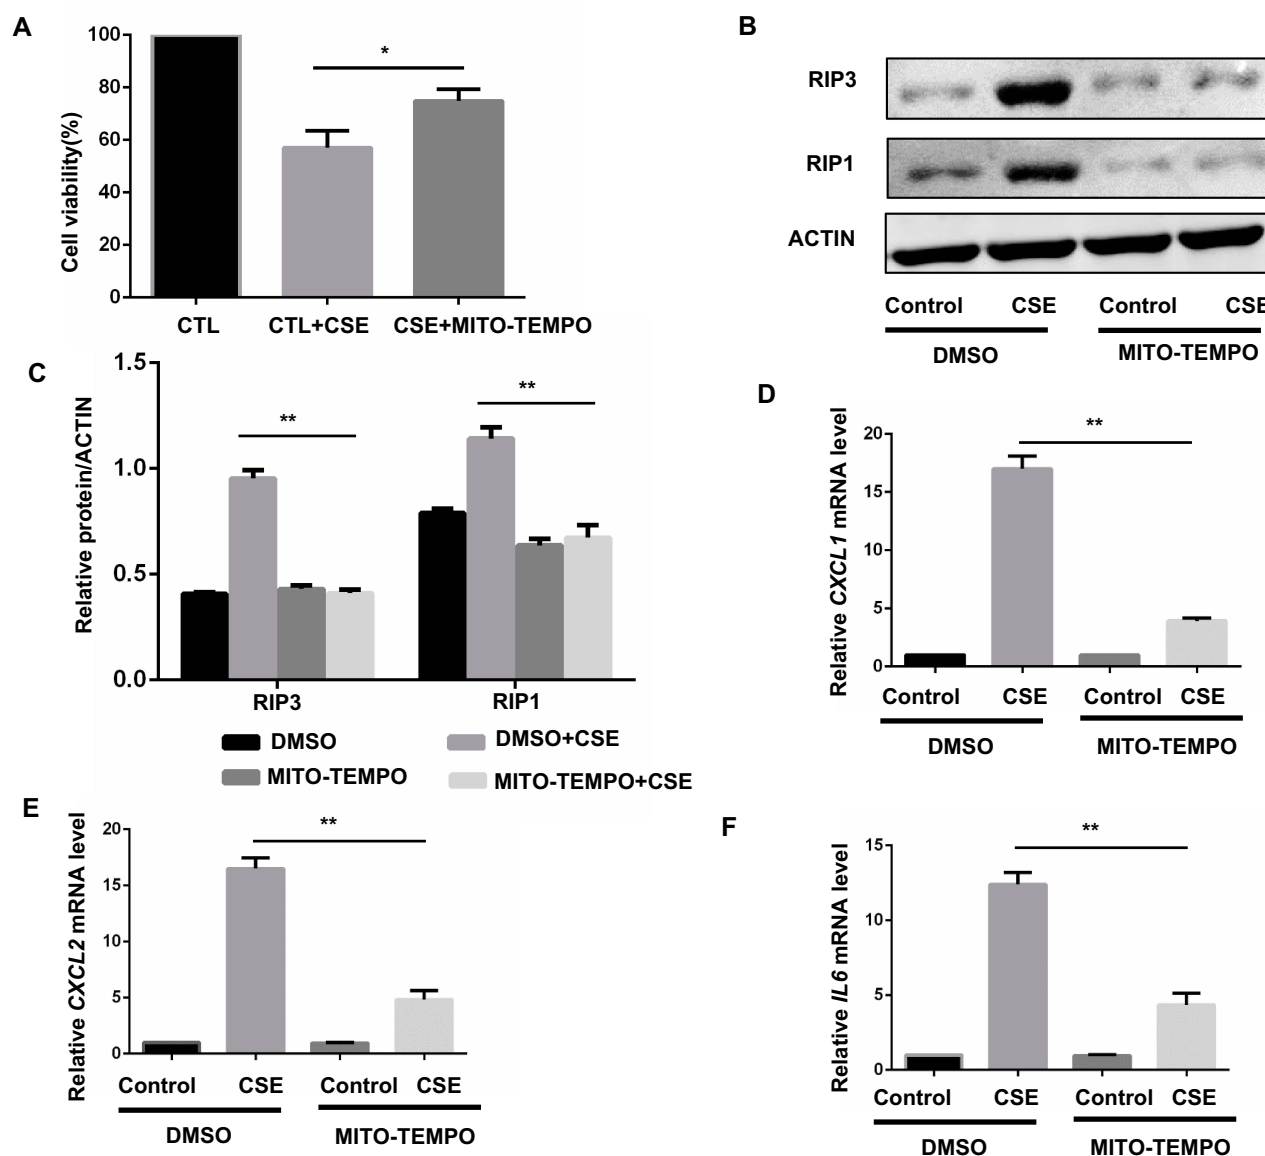 A
100
80
60
40
20
0
Cell viability(%)
*
CTL
CTL+CSE
CSE+MITO-TEMPO
B
RIP3
RIP1
ACTIN
Control
CSE
Control
CSE
DMSO
MITO-TEMPO
C
1.5
1.0
0.5
0.0
Relative protein/ACTIN
**
**
RIP3
RIP1
DMSO
DMSO+CSE
MITO-TEMPO
MITO-TEMPO+CSE
D
20
15
10
5
0
Relative CXCL1 mRNA level
**
Control
CSE
Control
CSE
DMSO
MITO-TEMPO
E
20
15
10
5
0
Relative CXCL2 mRNA level
**
Control
CSE
Control
CSE
DMSO
MITO-TEMPO
F
15
10
5
0
Relative IL6 mRNA level
**
Control
CSE
Control
CSE
DMSO
MITO-TEMPO